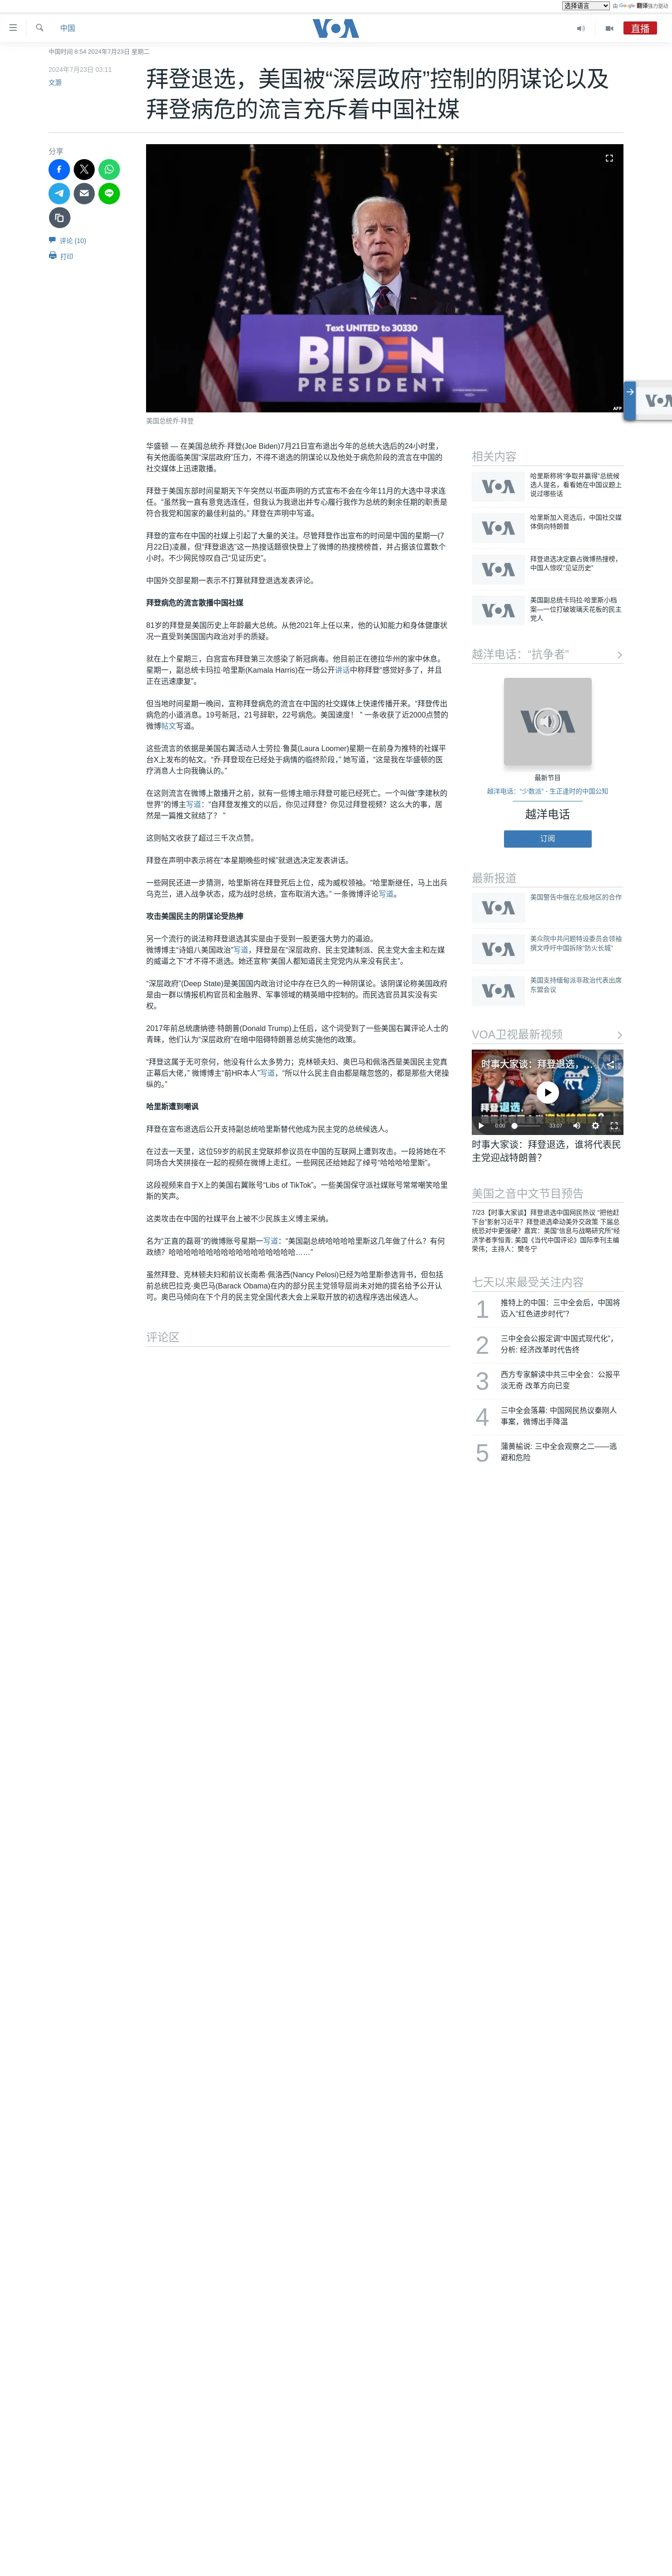 选择语言
由 Google 翻译强力驱动
中国
VOA
直播
中国时间 8:54 2024年7月23日 星期二
2024年7月23日 03:11
文灏
拜登退选，美国被“深层政府”控制的阴谋论以及
拜登病危的流言充斥着中国社媒
分享
评论 (10)
打印
Text UNITED to 30330
BIDEN
PRESIDENT
AFP
美国总统乔·拜登
华盛顿 — 在美国总统乔·拜登(Joe Biden)7月21日宣布退出今年的总统大选后的24小时里，
有关他面临美国“深层政府”压力，不得不退选的阴谋论以及他处于病危阶段的流言在中国的
社交媒体上迅速散播。
拜登于美国东部时间星期天下午突然以书面声明的方式宣布不会在今年11月的大选中寻求连
任。“虽然我一直有意竞选连任，但我认为我退出并专心履行我作为总统的剩余任期的职责是
符合我党和国家的最佳利益的。” 拜登在声明中写道。
拜登的宣布在中国的社媒上引起了大量的关注。尽管拜登作出宣布的时间是中国的星期一(7
月22日)凌晨，但“拜登退选”这一热搜话题很快登上了微博的热搜榜榜首，并占据该位置数个
小时。不少网民惊叹自己“见证历史”。
中国外交部星期一表示不打算就拜登退选发表评论。
拜登病危的流言散播中国社媒
81岁的拜登是美国历史上年龄最大总统。从他2021年上任以来，他的认知能力和身体健康状
况一直受到美国国内政治对手的质疑。
就在上个星期三，白宫宣布拜登第三次感染了新冠病毒。他目前正在德拉华州的家中休息。
星期一，副总统卡玛拉·哈里斯(Kamala Harris)在一场公开讲话中称拜登“感觉好多了，并且
正在迅速康复”。
但当地时间星期一晚间，宣称拜登病危的流言在中国的社交媒体上快速传播开来。“拜登传出
病危的小道消息。19号新冠，21号辞职，22号病危。美国速度！ ” 一条收获了近2000点赞的
微博帖文写道。
这些流言的依据是美国右翼活动人士劳拉·鲁莫(Laura Loomer)星期一在前身为推特的社媒平
台X上发布的帖文。“乔·拜登现在已经处于病情的临终阶段，” 她写道，“这是我在华盛顿的医
疗消息人士向我确认的。”
在这则流言在微博上散播开之前，就有一些博主暗示拜登可能已经死亡。一个叫做“李建秋的
世界”的博主写道：“自拜登发推文的以后，你见过拜登？你见过拜登视频？这么大的事，居
然是一篇推文就结了？ ”
这则帖文收获了超过三千次点赞。
拜登在声明中表示将在“本星期晚些时候”就退选决定发表讲话。
一些网民还进一步猜测，哈里斯将在拜登死后上位，成为威权领袖。“哈里斯继任，马上出兵
乌克兰，进入战争状态，成为战时总统，宣布取消大选。” 一条微博评论写道。
攻击美国民主的阴谋论受热捧
另一个流行的说法称拜登退选其实是由于受到一股更强大势力的逼迫。
微博博主“诗姐八美国政治”写道，拜登是在“深层政府、民主党建制派、民主党大金主和左媒
的威逼之下”才不得不退选。她还宣称“美国人都知道民主党党内从来没有民主”。
“深层政府”(Deep State)是美国国内政治讨论中存在已久的一种阴谋论。该阴谋论称美国政府
是由一群以情报机构官员和金融界、军事领域的精英暗中控制的。而民选官员其实没有实
权。
2017年前总统唐纳德·特朗普(Donald Trump)上任后，这个词受到了一些美国右翼评论人士的
青睐，他们认为“深层政府”在暗中阻碍特朗普总统实施他的政策。
“拜登这属于无可奈何，他没有什么太多势力；克林顿夫妇、奥巴马和佩洛西是美国民主党真
正幕后大佬，” 微博博主“前HR本人”写道，“所以什么民主自由都是瞎忽悠的，都是那些大佬操
纵的。”
哈里斯遭到嘲讽
拜登在宣布退选后公开支持副总统哈里斯替代他成为民主党的总统候选人。
在过去一天里，这位59岁的前民主党联邦参议员在中国的互联网上遭到攻击。一段将她在不
同场合大笑拼接在一起的视频在微博上走红。一些网民还给她起了绰号“哈哈哈哈里斯”。
这段视频来自于X上的美国右翼账号“Libs of TikTok”。一些美国保守派社媒账号常常嘲笑哈里
斯的笑声。
这类攻击在中国的社媒平台上被不少民族主义博主采纳。
名为“正直的磊哥”的微博账号星期一写道：“美国副总统哈哈哈哈里斯这几年做了什么？有何
政绩？哈哈哈哈哈哈哈哈哈哈哈哈哈哈哈哈哈……”
虽然拜登、克林顿夫妇和前议长南希·佩洛西(Nancy Pelosi)已经为哈里斯参选背书，但包括
前总统巴拉克·奥巴马(Barack Obama)在内的部分民主党领导层尚未对她的提名给予公开认
可。奥巴马倾向在下个月的民主党全国代表大会上采取开放的初选程序选出候选人。
评论区
相关内容
哈里斯称将“争取并赢得”总统候
选人提名，看看她在中国议题上
说过哪些话
哈里斯加入竞选后，中国社交媒
体倒向特朗普
拜登退选决定霸占微博热搜榜，
中国人惊叹“见证历史”
美国副总统卡玛拉·哈里斯小档
案—一位打破玻璃天花板的民主
党人
越洋电话：“抗争者”
最新节目
越洋电话：“少数派” - 生正逢时的中国公知
越洋电话
订阅
最新报道
美国警告中俄在北极地区的合作
美众院中共问题特设委员会领袖
撰文呼吁中国拆除“防火长城”
美国支持缅甸派非政治代表出席
东盟会议
VOA卫视最新视频
时事大家谈：拜登退选，...
拜登退选，
谁将代表民主党迎战特朗普？
0:00
33:07
时事大家谈：拜登退选，谁将代表民
主党迎战特朗普？
美国之音中文节目预告
7/23【时事大家谈】拜登退选中国网民热议 “把他赶
下台”影射习近平？拜登退选牵动美外交政策 下届总
统恐对中更强硬？嘉宾：美国“信息与战略研究所”经
济学者李恒青; 美国《当代中国评论》国际季刊主编
荣伟；主持人：樊冬宁
七天以来最受关注内容
1
推特上的中国：三中全会后，中国将
迈入“红色进步时代”？
2
三中全会公报定调“中国式现代化”，
分析: 经济改革时代告终
3
西方专家解读中共三中全会：公报平
淡无奇 改革方向已变
4
三中全会落幕: 中国网民热议秦刚人
事案，微博出手降温
5
蒲黄榆说: 三中全会观察之二——逃
避和危险